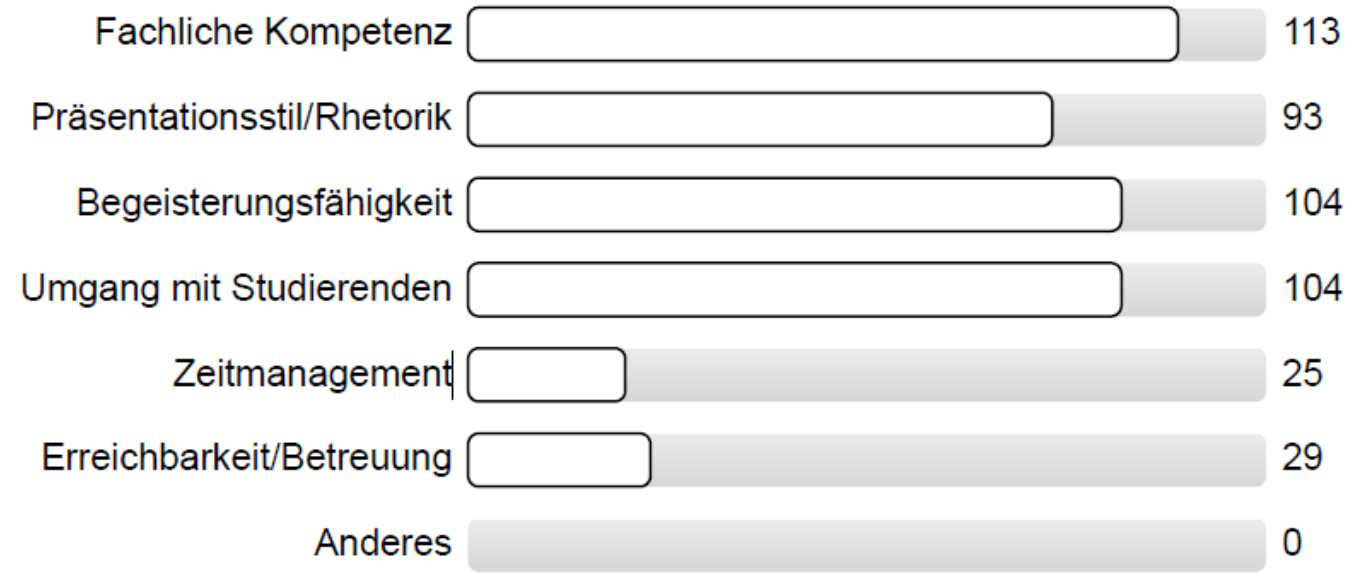 Fachliche Kompetenz 113
Präsentationsstil/Rhetorik 93
Begeisterungsfähigkeit 104
Umgang mit Studierenden 104
Zeitmanagement 25
Erreichbarkeit/Betreuung 29
Anderes 0